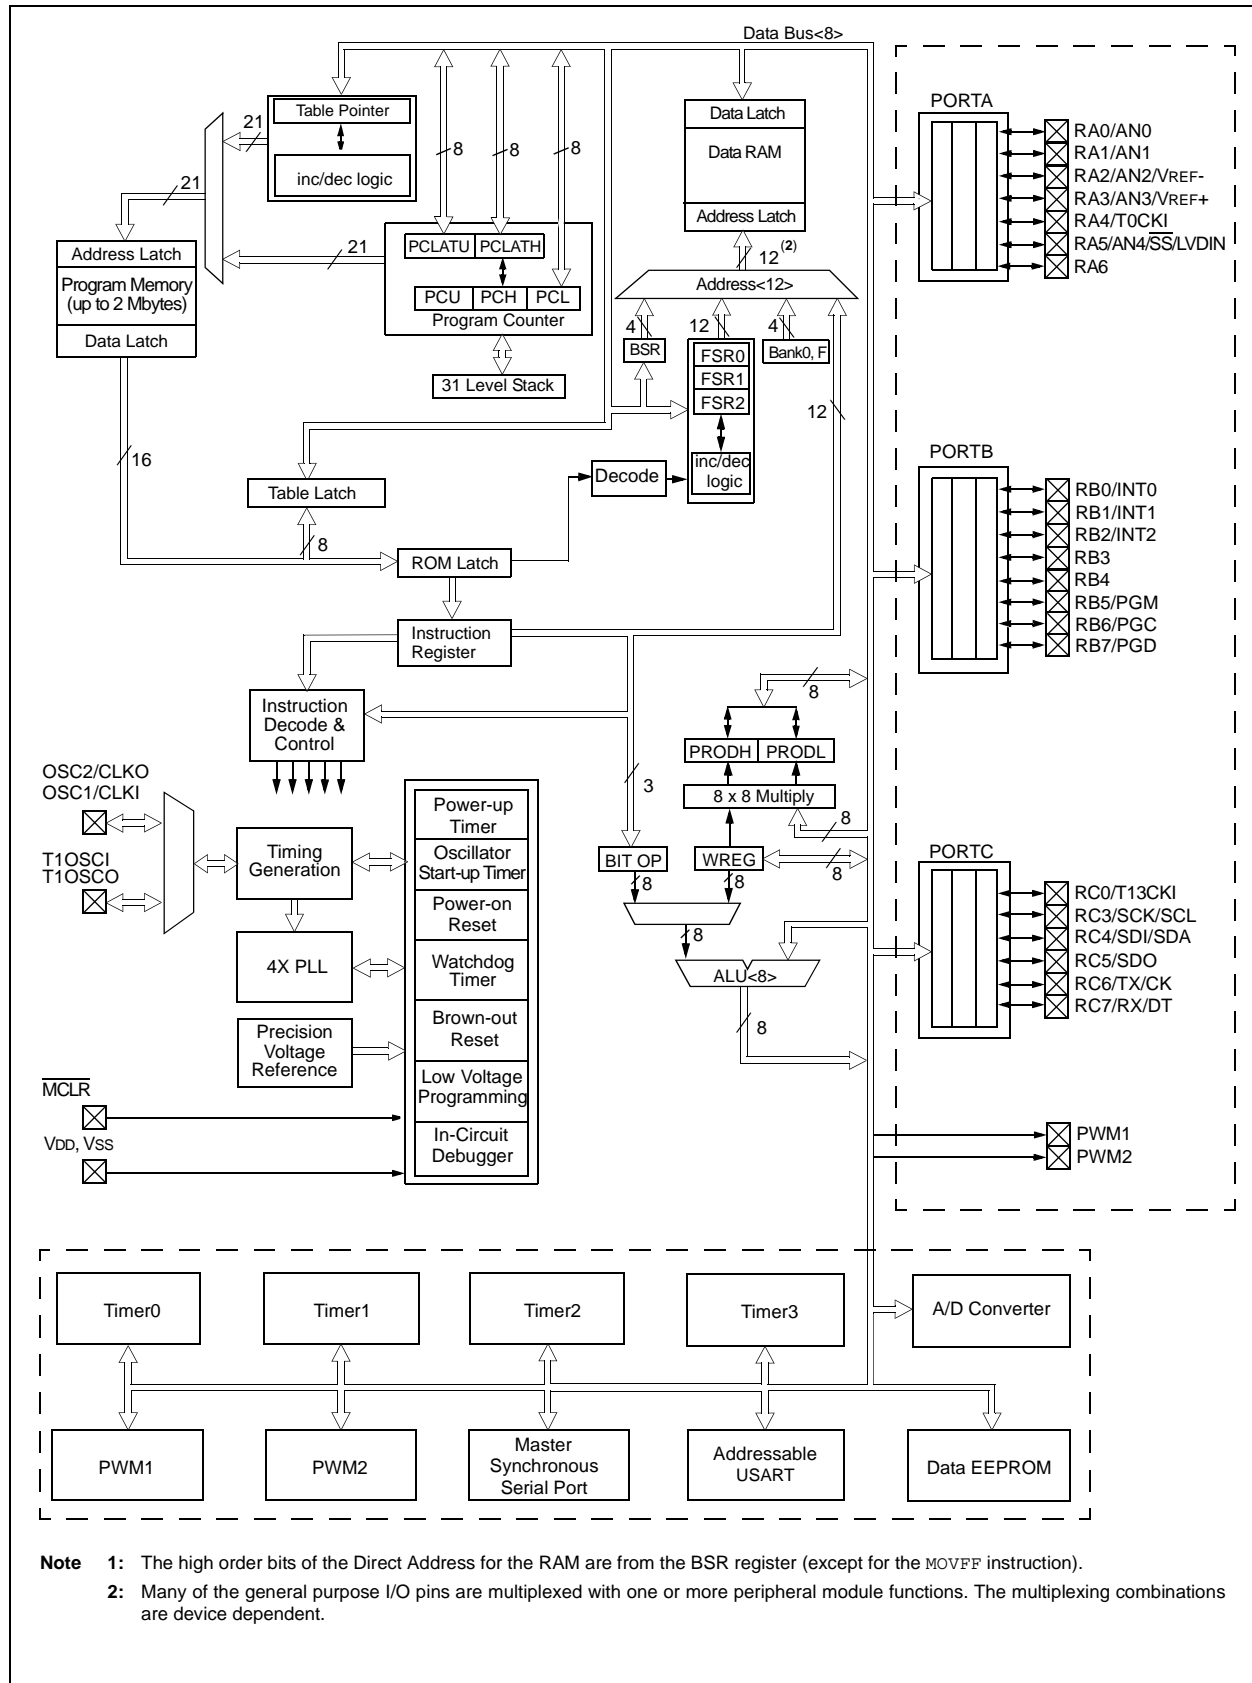 Data Bus<8>
PORTA
Table Pointer
21
inc/dec logic
21
8
8
8
Data Latch
Data RAM
Address Latch
RA0/AN0
RA1/AN1
RA2/AN2/VREF-
RA3/AN3/VREF+
RA4/T0CKI
RA5/AN4/SS/LVDIN
RA6
Address Latch
Program Memory
(up to 2 Mbytes)
Data Latch
21
PCLATU
PCLATH
PCU
PCH
PCL
Program Counter
31 Level Stack
12
(2)
Address<12>
4
12
4
BSR
FSR0
FSR1
FSR2
Bank0, F
12
inc/dec
logic
16
Table Latch
8
Decode
ROM Latch
Instruction
Register
PORTB
RB0/INT0
RB1/INT1
RB2/INT2
RB3
RB4
RB5/PGM
RB6/PGC
RB7/PGD
Instruction
Decode &
Control
8
PRODH
PRODL
3
8 x 8 Multiply
8
BIT OP
WREG
8
8
8
8
ALU<8>
8
OSC2/CLKO
OSC1/CLKI
T1OSCI
T1OSCO
Timing
Generation
4X PLL
Precision
Voltage
Reference
MCLR
VDD, VSS
Power-up
Timer
Oscillator
Start-up Timer
Power-on
Reset
Watchdog
Timer
Brown-out
Reset
Low Voltage
Programming
In-Circuit
Debugger
PORTC
RC0/T13CKI
RC3/SCK/SCL
RC4/SDI/SDA
RC5/SDO
RC6/TX/CK
RC7/RX/DT
PWM1
PWM2
Timer0
Timer1
Timer2
Timer3
A/D Converter
PWM1
PWM2
Master
Synchronous
Serial Port
Addressable
USART
Data EEPROM
Note 1: The high order bits of the Direct Address for the RAM are from the BSR register (except for the MOVFF instruction).
2: Many of the general purpose I/O pins are multiplexed with one or more peripheral module functions. The multiplexing combinations
are device dependent.